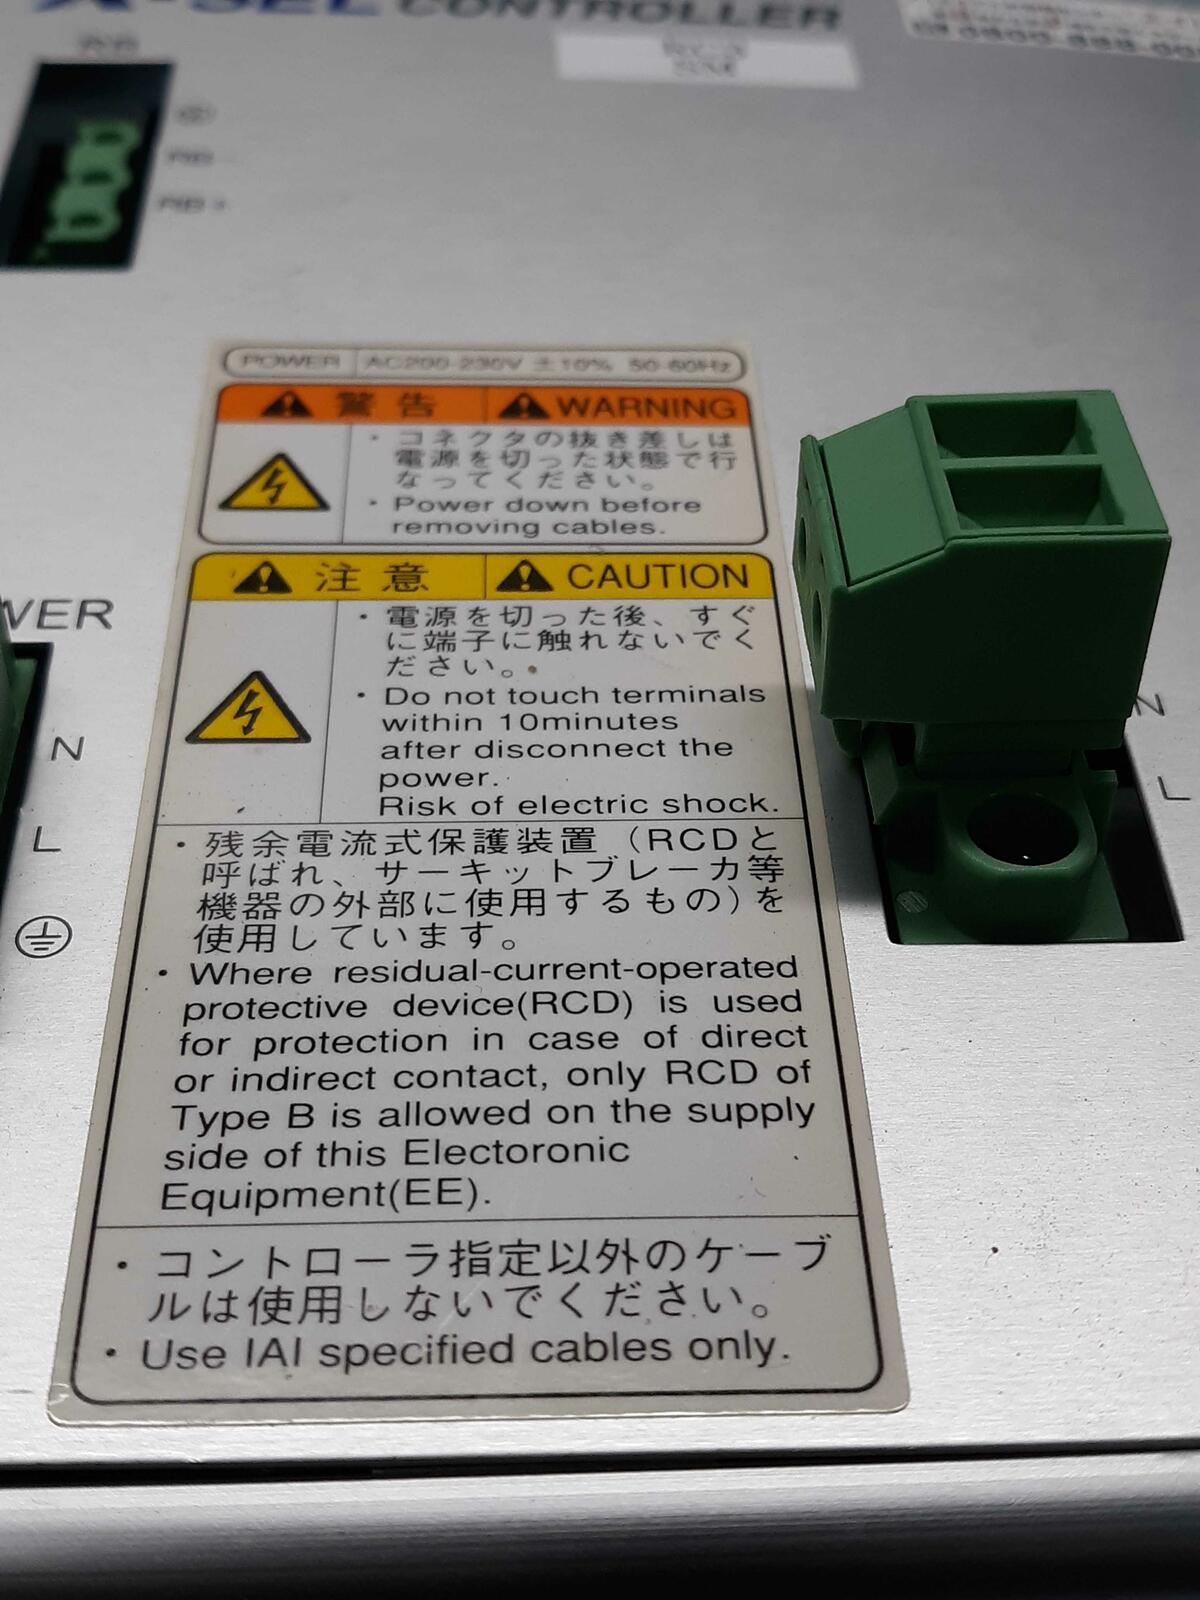 X-SEL CONTROLLER
RB-
RB+
POWER AC200-230V ±10% 50-60Hz
警告 WARNING
・コネクタの抜き差しは
電源を切った状態で行
なってください。
・Power down before
removing cables.
注意 CAUTION
・電源を切った後、すぐ
に端子に触れないでく
ださい。
・Do not touch terminals
within 10minutes
after disconnect the
power.
Risk of electric shock.
・残余電流式保護装置（RCDと
呼ばれ、サーキットブレーカ等
機器の外部に使用するもの)を
使用しています。
・Where residual-current-operated
protective device(RCD) is used
for protection in case of direct
or indirect contact, only RCD of
Type B is allowed on the supply
side of this Electoronic
Equipment(EE).
・コントローラ指定以外のケーブ
ルは使用しないでください。
・Use IAI specified cables only.
WER
N
L
N
L